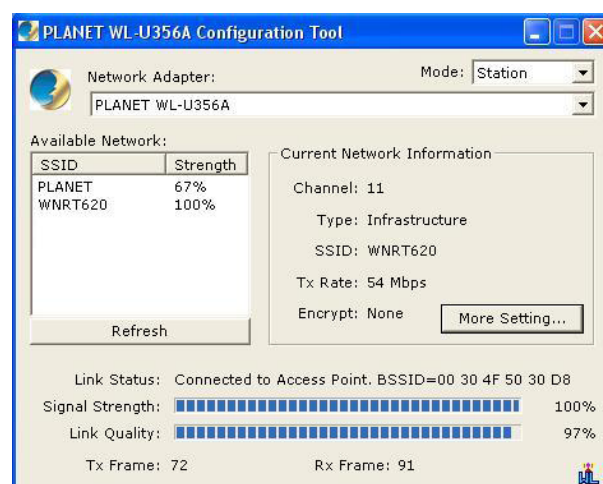 PLANET WL-U356A Configuration Tool
Network Adapter:
Mode: Station
PLANET WL-U356A
Available Network:
SSID Strength
PLANET 67%
WNRT620 100%
Refresh
Current Network Information
Channel: 11
Type: Infrastructure
SSID: WNRT620
Tx Rate: 54 Mbps
Encrypt: None
More Setting...
Link Status: Connected to Access Point. BSSID=00 30 4F 50 30 D8
Signal Strength: 100%
Link Quality: 97%
Tx Frame: 72 Rx Frame: 91
WL